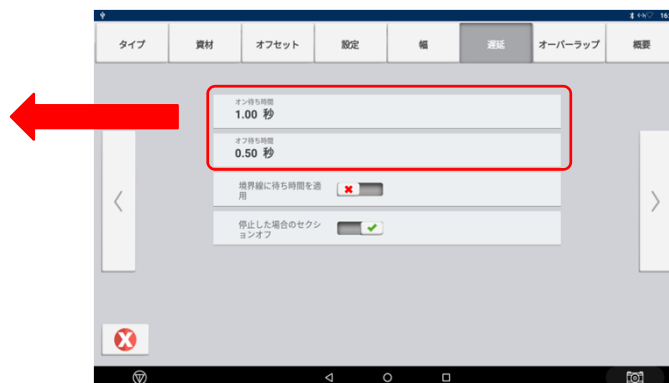 16:
タイプ
資材
オフセット
設定
幅
遅延
オーバーラップ
概要
オン待ち時間
1.00 秒
オフ待ち時間
0.50 秒
境界線に待ち時間を適
用
停止した場合のセクシ
ョンオフ